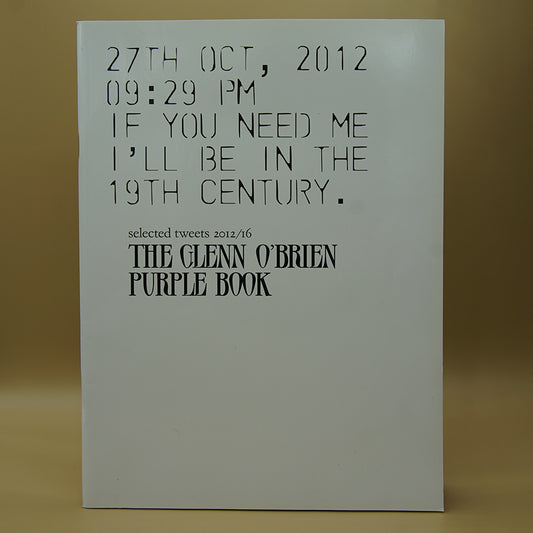 27TH OCT, 2012
09:29 PM
IF YOU NEED ME
I'LL BE IN THE
19TH CENTURY.
selected tweets 2012/16
THE GLENN O'BRIEN
PURPLE BOOK